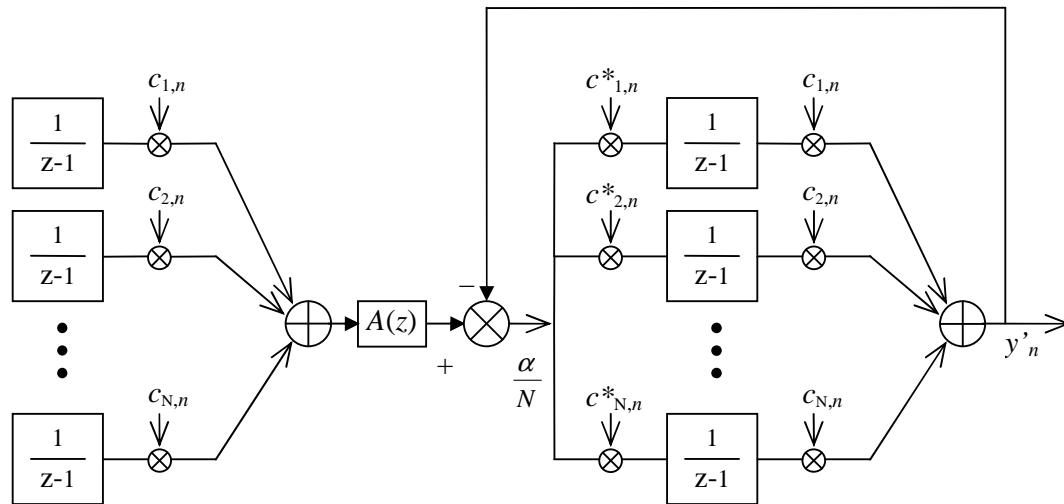 c1,n
c*1,n
c1,n
1
z-1
1
z-1
c2,n
c*2,n
c2,n
1
z-1
1
z-1
−
A(z)
+
α
N
y’n
cN,n
c*N,n
cN,n
1
z-1
1
z-1